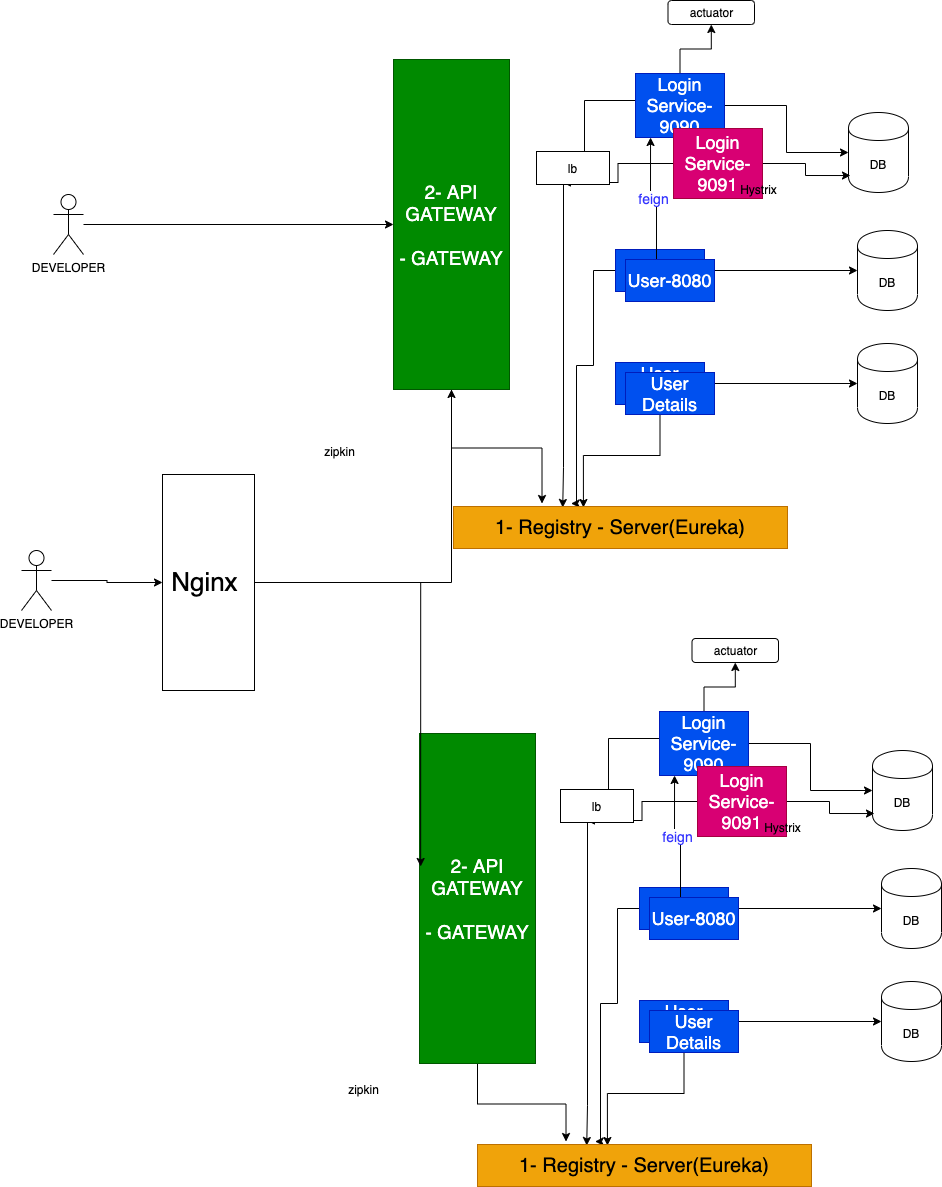 actuator
Login
Service-
9090
Login
Service-
9091
Hystrix
lb
DB
feign
2- API
GATEWAY
- GATEWAY
DEVELOPER
User-8080
DB
User
User
Details
DB
zipkin
1- Registry - Server(Eureka)
Nginx
DEVELOPER
actuator
Login
Service-
9090
Login
Service-
9091
Hystrix
lb
DB
feign
2- API
GATEWAY
- GATEWAY
User-8080
DB
User
User
Details
DB
zipkin
1- Registry - Server(Eureka)